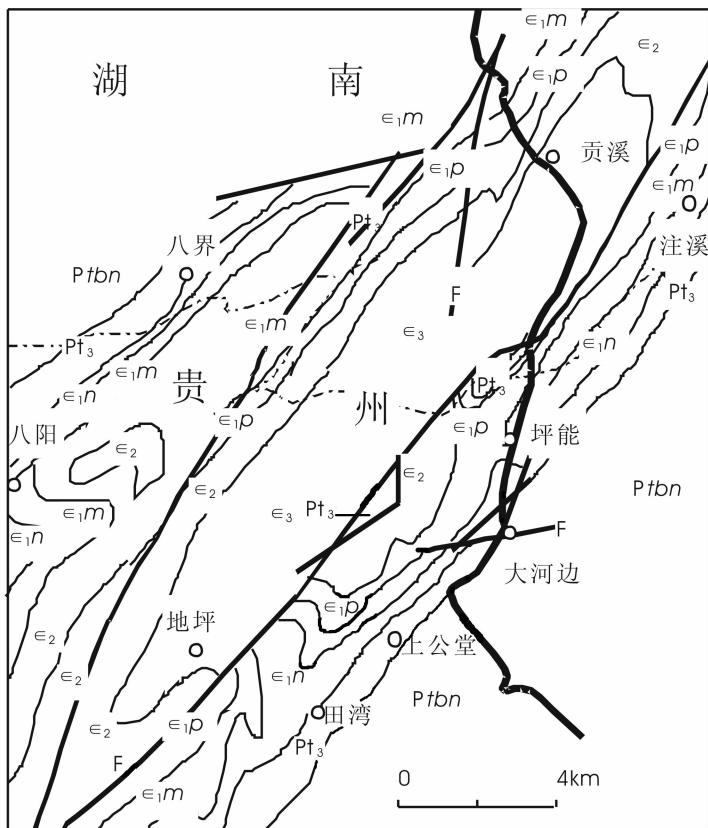 ∈₁m
∈₂
湖 南
∈₁p
∈₁m
∈₁p
贡溪
∈₁p
∈₁m
Pt₃
注溪
八界
Ptbn
Pt₃
F
∈₁m
∈₃
∈₁n
Pt₃
∈₁m
贵 州
Pt₃
∈₁n
∈₁p
∈₁p
八阳
∈₂
坪能
∈₂
∈₂
Ptbn
∈₁m
∈₃
Pt₃
∈₁n
F
大河边
∈₁p
地坪
∈₂
上公堂
∈₂
∈₁n
Ptbn
∈₂
∈₁p
田湾
Pt₃
F
0 4km
∈₁m